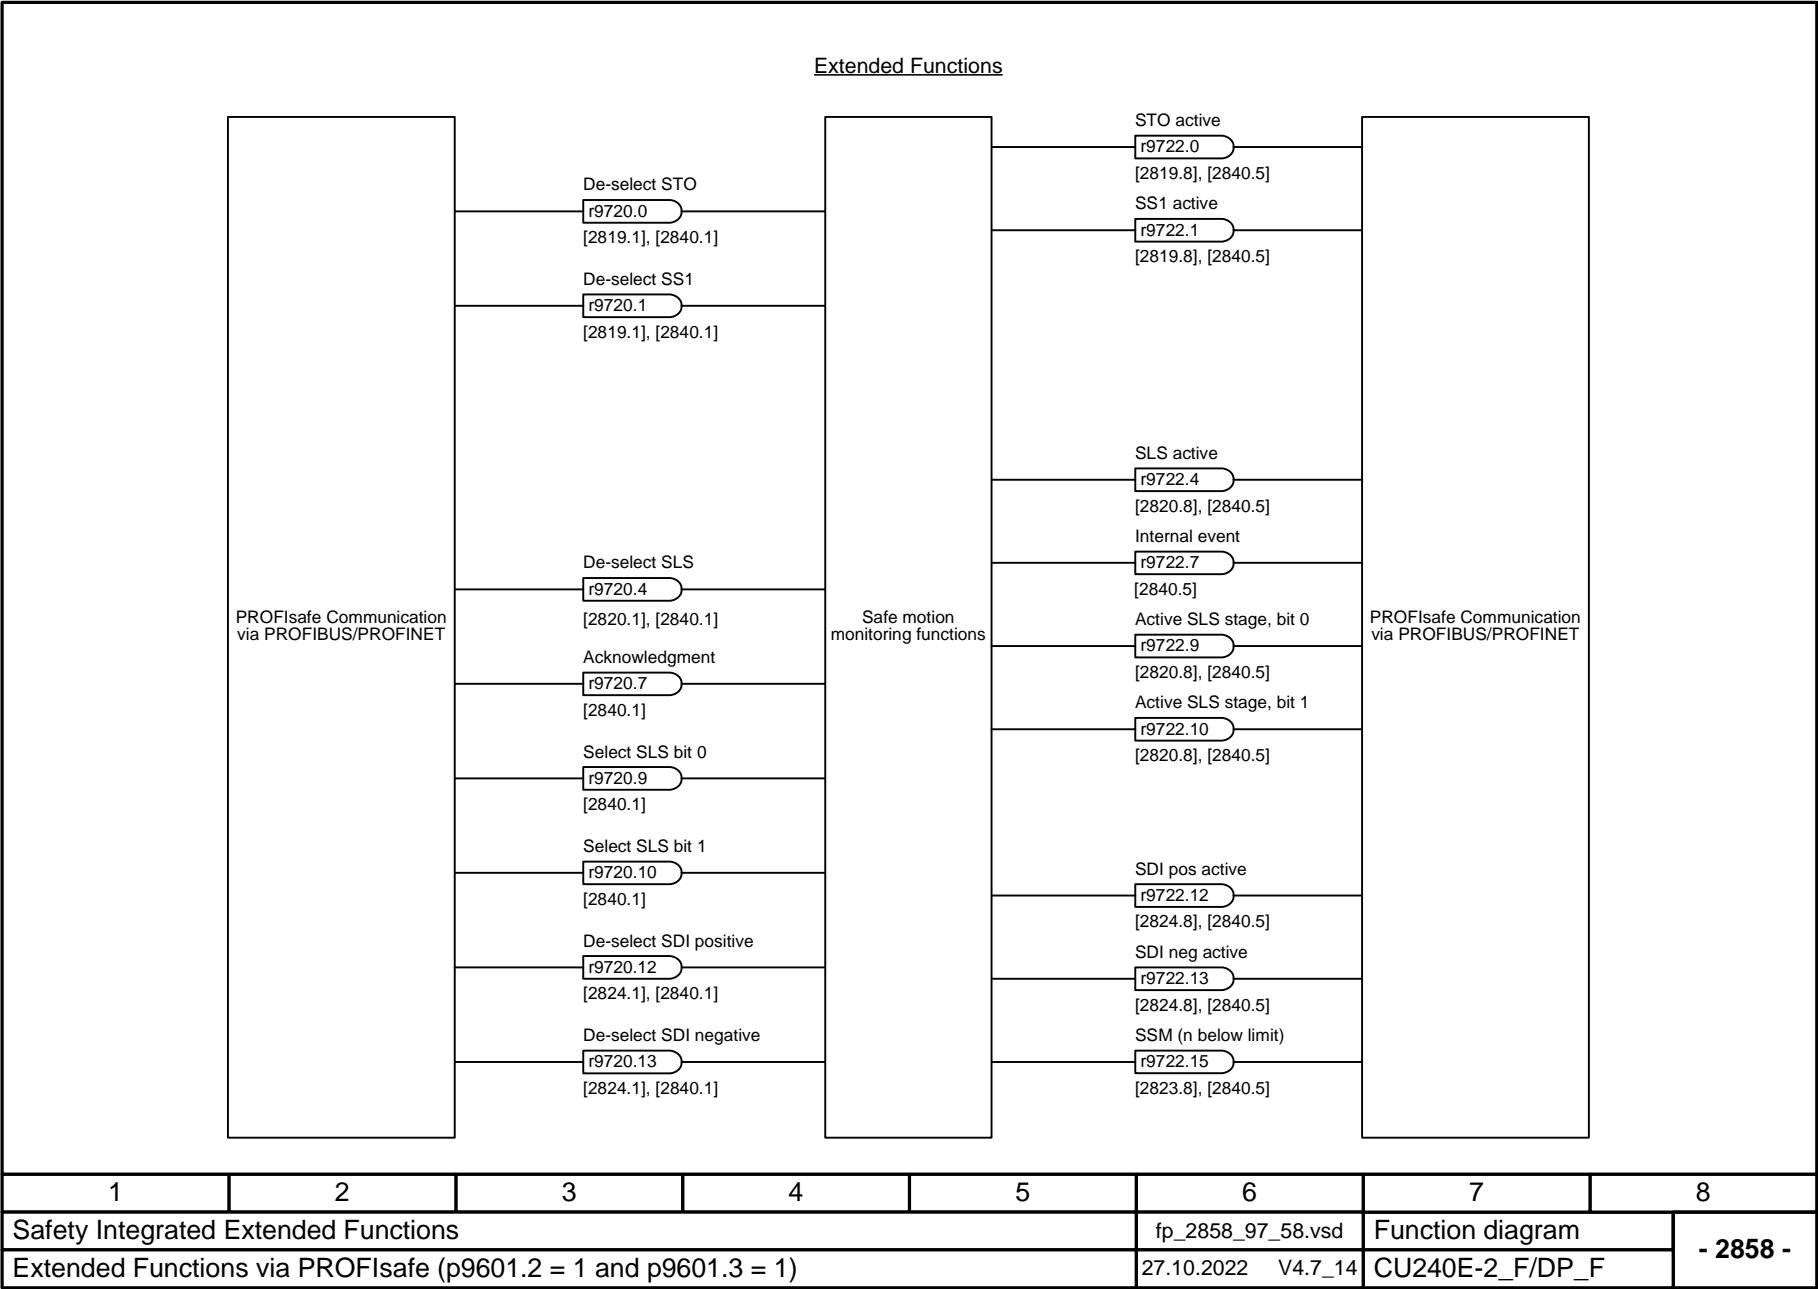 Extended Functions
PROFIsafe Communication
via PROFIBUS/PROFINET
De-select STO
r9720.0
[2819.1], [2840.1]
De-select SS1
r9720.1
[2819.1], [2840.1]
De-select SLS
r9720.4
[2820.1], [2840.1]
Acknowledgment
r9720.7
[2840.1]
Select SLS bit 0
r9720.9
[2840.1]
Select SLS bit 1
r9720.10
[2840.1]
De-select SDI positive
r9720.12
[2824.1], [2840.1]
De-select SDI negative
r9720.13
[2824.1], [2840.1]
Safe motion
monitoring functions
STO active
r9722.0
[2819.8], [2840.5]
SS1 active
r9722.1
[2819.8], [2840.5]
SLS active
r9722.4
[2820.8], [2840.5]
Internal event
r9722.7
[2840.5]
Active SLS stage, bit 0
r9722.9
[2820.8], [2840.5]
Active SLS stage, bit 1
r9722.10
[2820.8], [2840.5]
SDI pos active
r9722.12
[2824.8], [2840.5]
SDI neg active
r9722.13
[2824.8], [2840.5]
SSM (n below limit)
r9722.15
[2823.8], [2840.5]
PROFIsafe Communication
via PROFIBUS/PROFINET
1 2 3 4 5 6 7 8
Safety Integrated Extended Functions
fp_2858_97_58.vsd
Function diagram
- 2858 -
Extended Functions via PROFIsafe (p9601.2 = 1 and p9601.3 = 1)
27.10.2022 V4.7_14
CU240E-2_F/DP_F